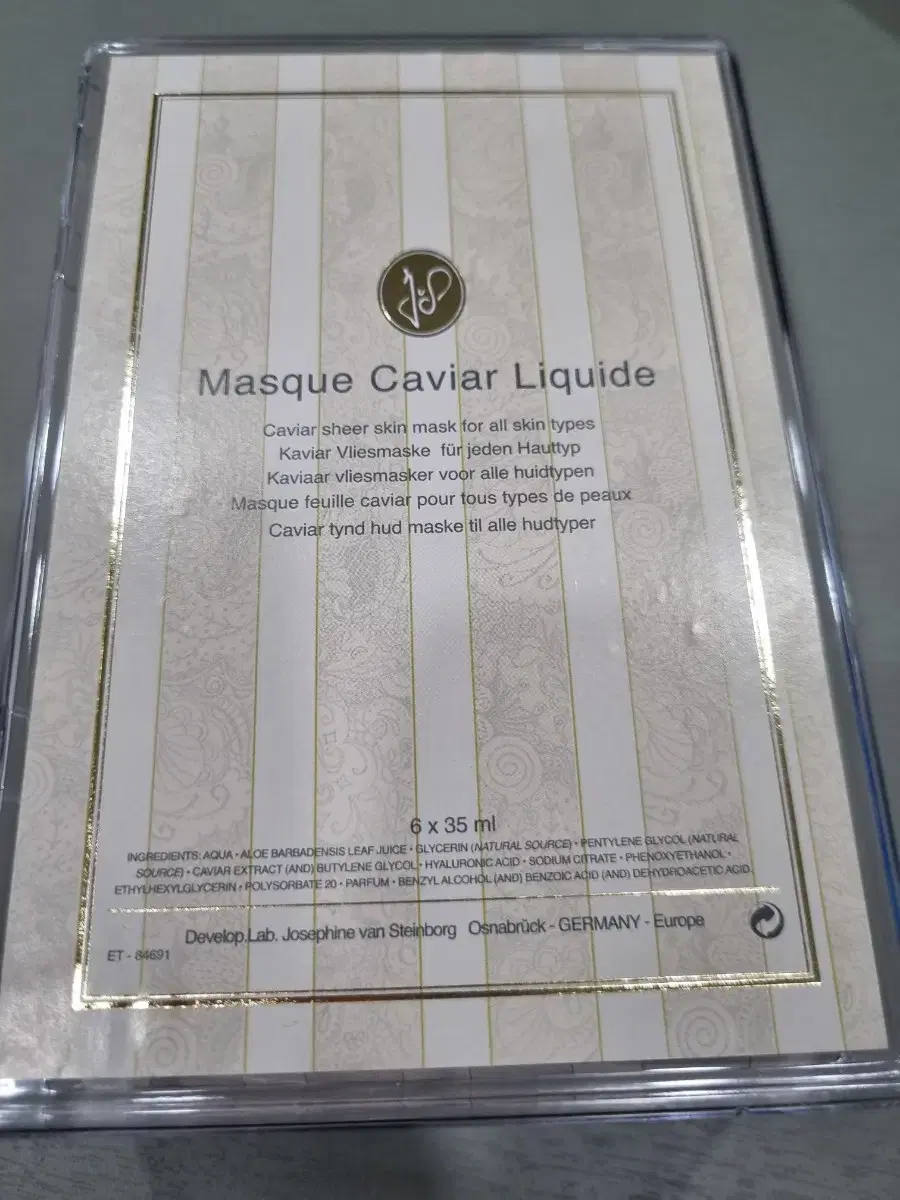 Masque Caviar Liquide
Caviar sheer skin mask for all skin types
Kaviar Vliesmaske für jeden Hauttyp
Kaviaar vliesmasker voor alle huidtypen
Masque feuille caviar pour tous types de peaux
Caviar tynd hud maske til alle hudtyper
6 x 35 ml
INGREDIENTS: AQUA • ALOE BARBADENSIS LEAF JUICE • GLYCERIN (NATURAL SOURCE) • PENTYLENE GLYCOL (NATURAL
SOURCE) • CAVIAR EXTRACT (AND) BUTYLENE GLYCOL • HYALURONIC ACID • SODIUM CITRATE • PHENOXYETHANOL •
ETHYLHEXYLGLYCERIN • POLYSORBATE 20 • PARFUM • BENZYL ALCOHOL (AND) BENZOIC ACID (AND) DEHYDROACETIC ACID
Develop.Lab. Josephine van Steinborg Osnabrück - GERMANY - Europe
ET - 84691